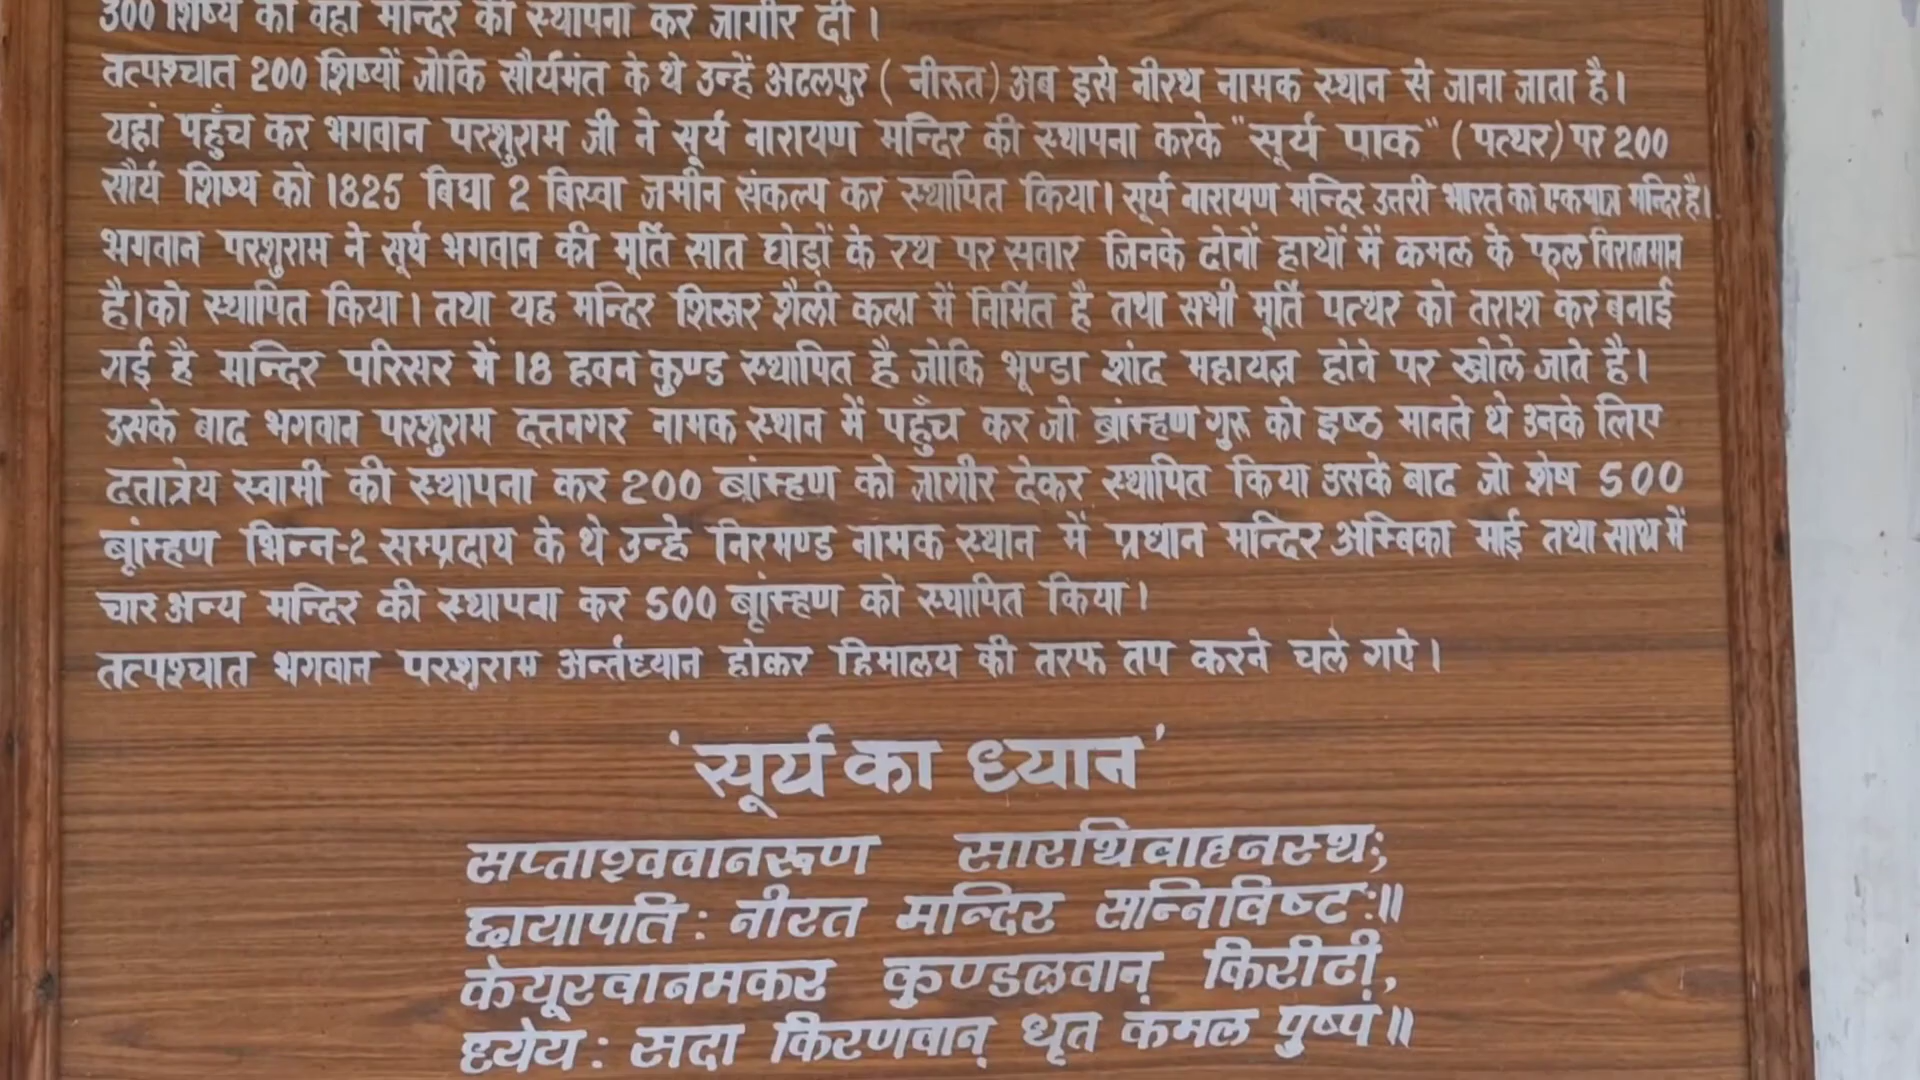 300 शिष्य को वहां मन्दिर की स्थापना कर जागीर दी ।
तत्पश्चात 200 शिष्यों जोकि सौर्यमंत के थे उन्हें अटलपुर ( नीरूत) अब इसे नीरथ नामक स्थान से जाना जाता है।
यहां पहुँच कर भगवान परशुराम जी ने सूर्य नारायण मन्दिर की स्थापना करके "सूर्य पाक" (पत्थर) पर 200
सौर्य शिष्य को 1825 बिघा 2 बिस्वा जमीन संकल्प कर स्थापित किया। सूर्य नारायण मन्दिर उत्तरी भारत का एकमात्र मन्दिर है।
भगवान परशुराम ने सूर्य भगवान की मूर्ति सात घोड़ों के रथ पर सवार जिनके दोनों हाथों में कमल के फूल विराजमान
है।को स्थापित किया। तथा यह मन्दिर शिखर शैली कला में निर्मित है तथा सभी मूर्ति पत्थर को तराश कर बनाई
गई है मन्दिर परिसर में 18 हवन कुण्ड स्थापित है जोकि भूण्डा शांद महायज्ञ होने पर खोले जाते है।
उसके बाद भगवान परशुराम दत्तनगर नामक स्थान में पहुँच कर जो ब्रांम्हण गुरु को इष्ठ मानते थे उनके लिए
दतात्रेय स्वामी की स्थापना कर 200 ब्रांम्हण को जागीर देकर स्थापित किया उसके बाद जो शेष 500
ब्रांम्हण भिन्न-2 सम्प्रदाय के थे उन्हे निरमण्ड नामक स्थान में प्रधान मन्दिर अम्विका माई तथा साथ में
चार अन्य मन्दिर की स्थापना कर 500 ब्रांम्हण को स्थापित किया।
तत्पश्चात भगवान परशुराम अर्न्तध्यान होकर हिमालय की तरफ तप करने चले गऐ।
'सूर्य का ध्यान'
सप्ताश्ववानरूण सारथिवाहनस्थः;
छायापतिः नीरत मन्दिर सन्निविष्टः॥
केयूरवानमकर कुण्डलवान् किरीटी,
ध्येयः सदा किरणवान् धृत कमल पुष्पं॥